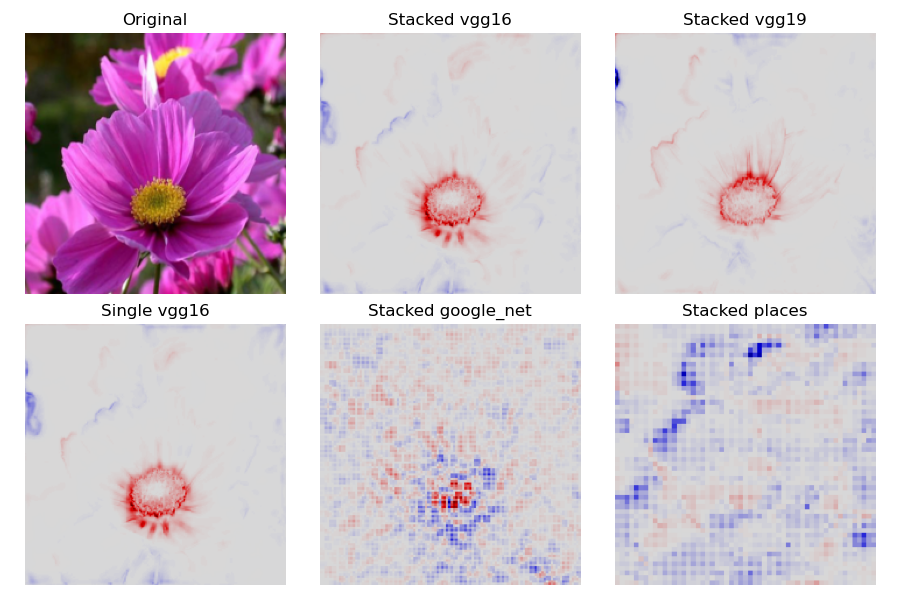 Original
Stacked vgg16
Stacked vgg19
Single vgg16
Stacked google_net
Stacked places